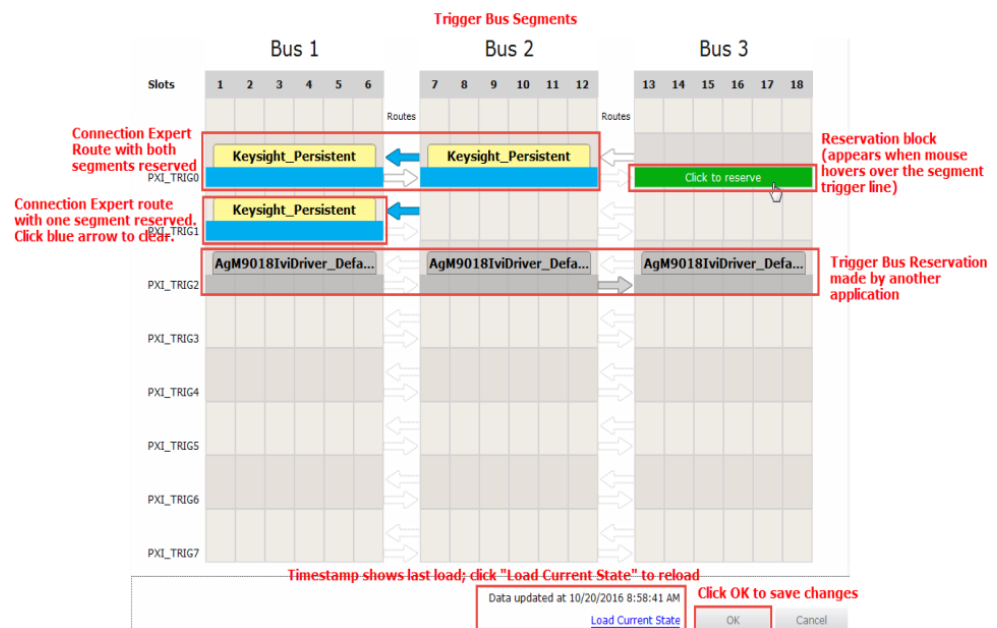 Trigger Bus Segments
Bus 1 Bus 2 Bus 3
Slots 1 2 3 4 5 6 7 8 9 10 11 12 13 14 15 16 17 18
Routes Routes
Connection Expert
Route with both
segments reserved
Keysight_Persistent Keysight_Persistent
PXI_TRIG0
Click to reserve
Reservation block
(appears when mouse
hovers over the segment
trigger line)
Connection Expert route
with one segment reserved.
Click blue arrow to clear.
Keysight_Persistent
PXI_TRIG1
AgM9018IviDriver_Defa... AgM9018IviDriver_Defa... AgM9018IviDriver_Defa...
PXI_TRIG2
Trigger Bus Reservation
made by another
application
PXI_TRIG3
PXI_TRIG4
PXI_TRIG5
PXI_TRIG6
PXI_TRIG7
Timestamp shows last load; click "Load Current State" to reload
Data updated at 10/20/2016 8:58:41 AM
Load Current State
Click OK to save changes
OK Cancel